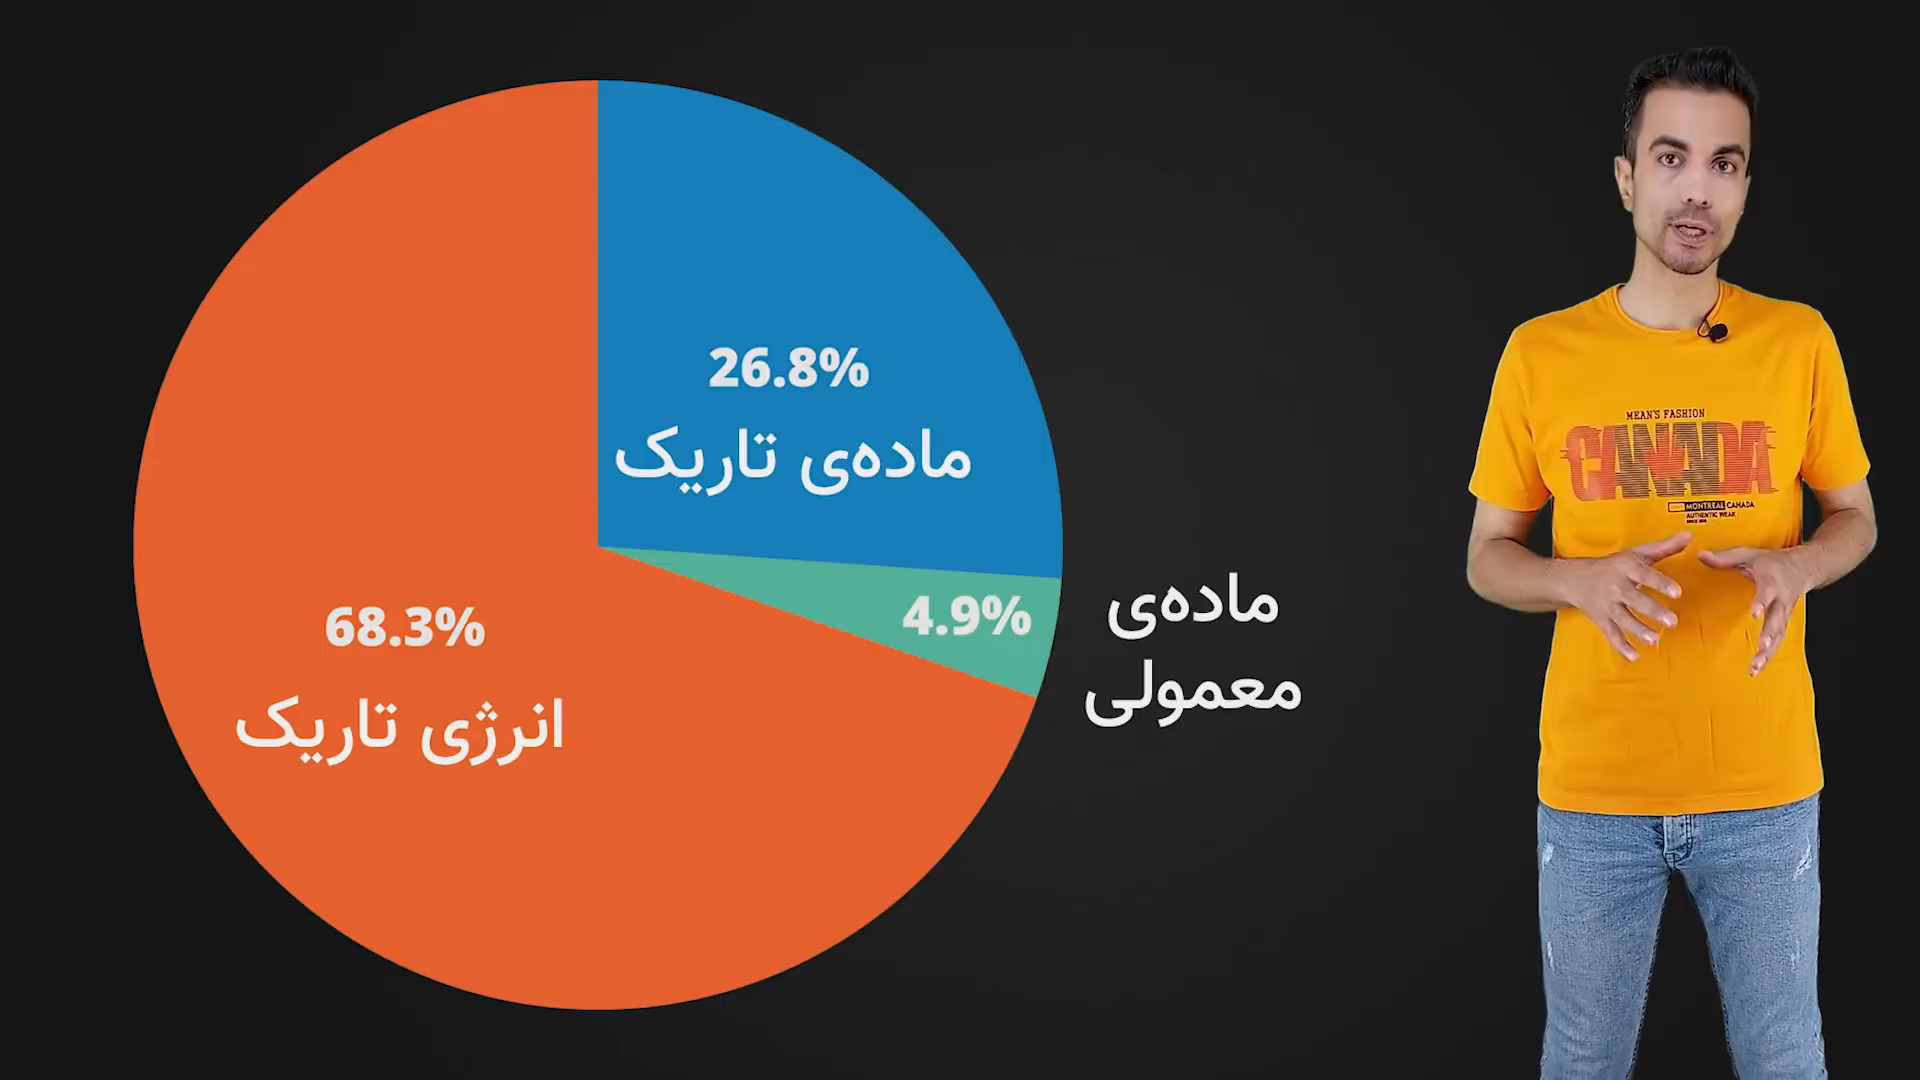 26.8%
ماده‌ی تاریک
4.9%
ماده‌ی
معمولی
68.3%
انرژی تاریک
MEAN'S FASHION
CANADA
MONTREAL CANADA
AUTHENTIC WEAR